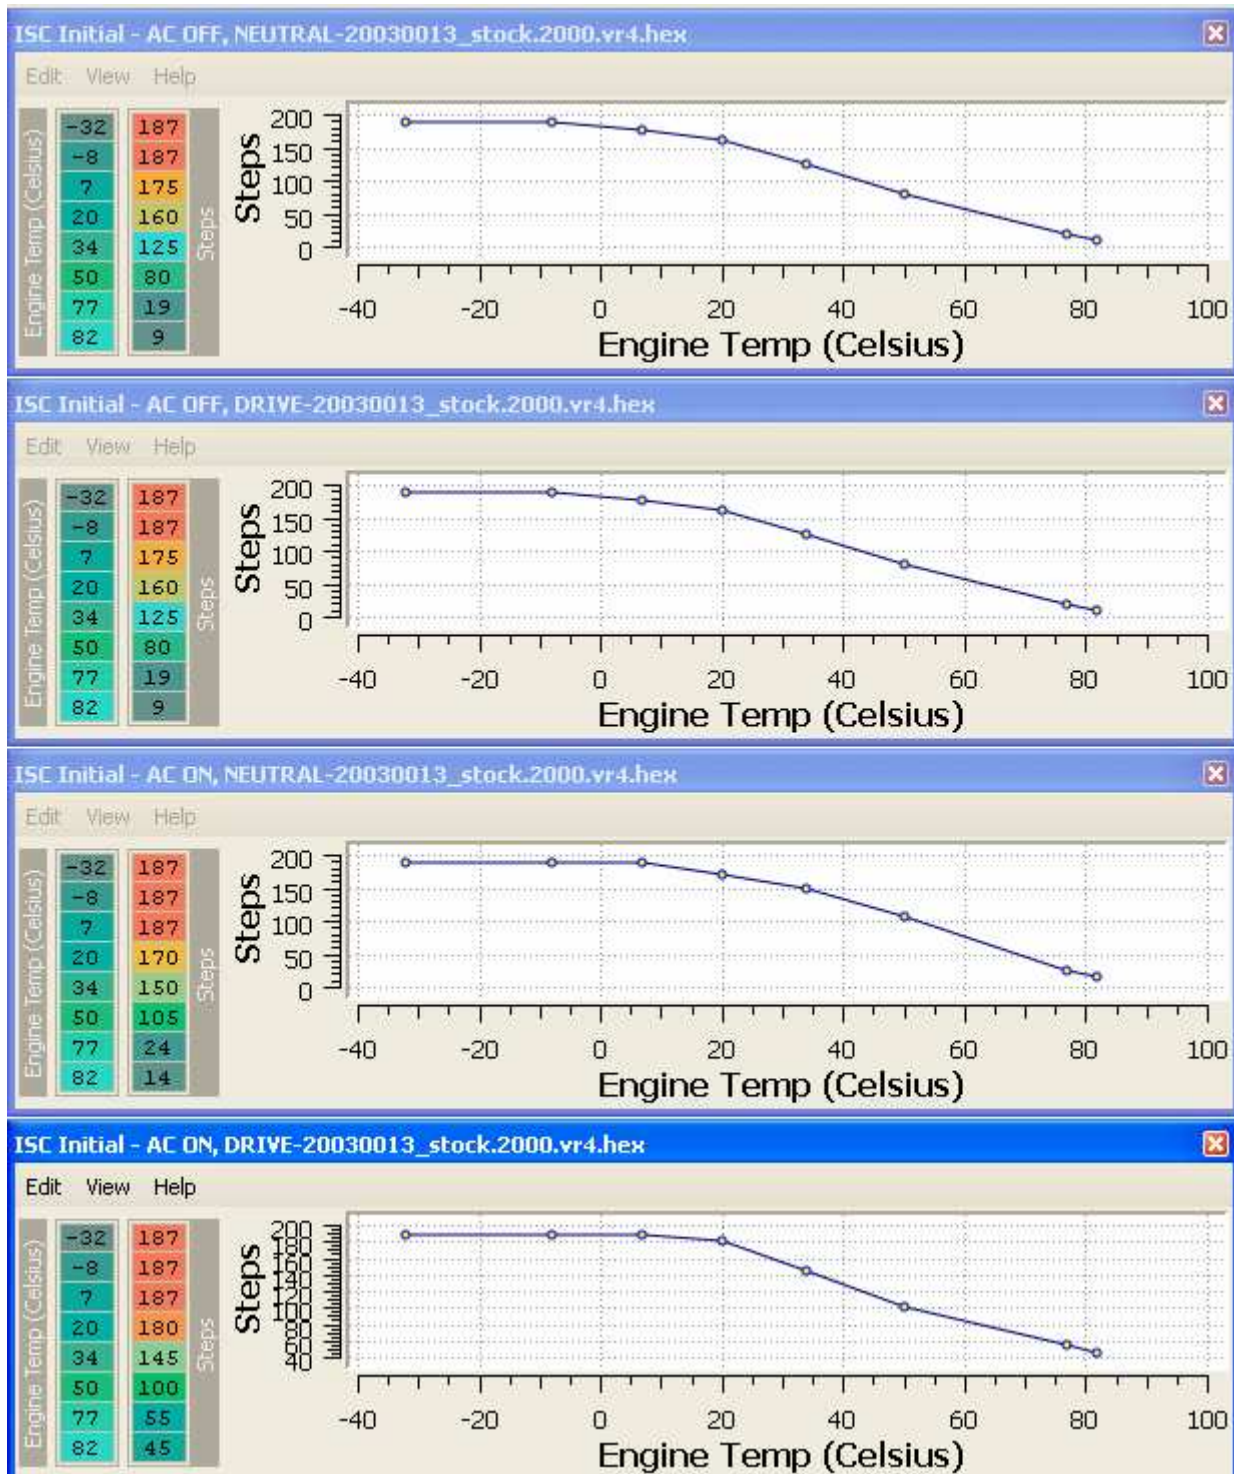 ISC Initial - AC OFF, NEUTRAL-20030013_stock.2000.vr4.hex
Edit View Help
Engine Temp (Celsius)
-32 187
-8 187
7 175
20 160
34 125
50 80
77 19
82 9
Steps
Steps
200
150
100
50
0
-40 -20 0 20 40 60 80 100
Engine Temp (Celsius)
ISC Initial - AC OFF, DRIVE-20030013_stock.2000.vr4.hex
Edit View Help
Engine Temp (Celsius)
-32 187
-8 187
7 175
20 160
34 125
50 80
77 19
82 9
Steps
Steps
200
150
100
50
0
-40 -20 0 20 40 60 80 100
Engine Temp (Celsius)
ISC Initial - AC ON, NEUTRAL-20030013_stock.2000.vr4.hex
Edit View Help
Engine Temp (Celsius)
-32 187
-8 187
7 187
20 170
34 150
50 105
77 24
82 14
Steps
Steps
200
150
100
50
0
-40 -20 0 20 40 60 80 100
Engine Temp (Celsius)
ISC Initial - AC ON, DRIVE-20030013_stock.2000.vr4.hex
Edit View Help
Engine Temp (Celsius)
-32 187
-8 187
7 187
20 180
34 145
50 100
77 55
82 45
Steps
Steps
200
180
160
140
120
100
80
60
40
-40 -20 0 20 40 60 80 100
Engine Temp (Celsius)